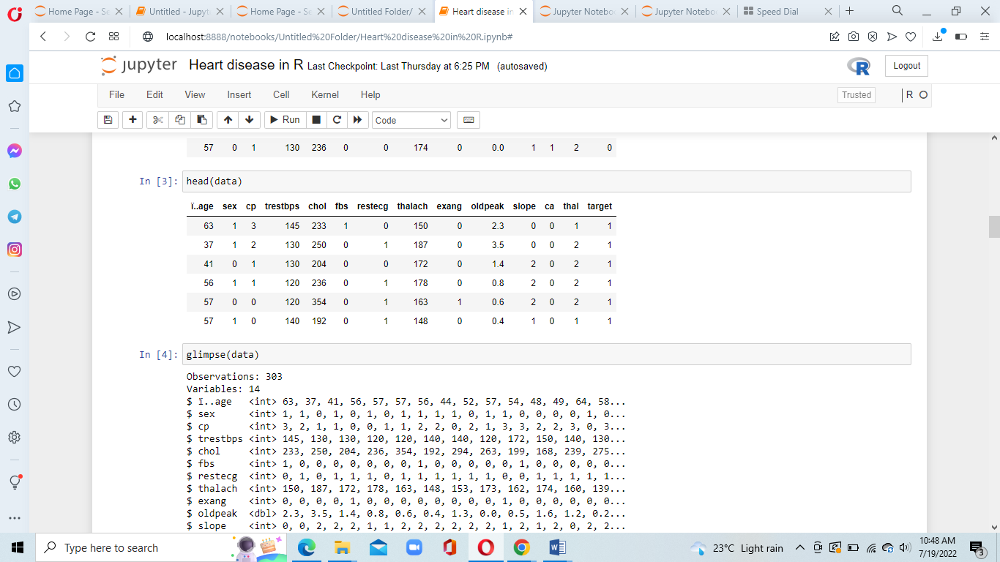 Home Page - Se
Untitled - Jupyt
Home Page - Se
Untitled Folder/
Heart disease in
Jupyter Notebo
Jupyter Notebo
Speed Dial
localhost:8888/notebooks/Untitled%20Folder/Heart%20disease%20in%20R.ipynb#
jupyter Heart disease in R Last Checkpoint: Last Thursday at 6:25 PM (autosaved)
R
Logout
File Edit View Insert Cell Kernel Help
Trusted
R
Run
Code
57 0 1 130 236 0 0 174 0 0.0 1 1 2 0
In [3]: head(data)
ï..age sex cp trestbps chol fbs restecg thalach exang oldpeak slope ca thal target
63 1 3 145 233 1 0 150 0 2.3 0 0 1 1
37 1 2 130 250 0 1 187 0 3.5 0 0 2 1
41 0 1 130 204 0 0 172 0 1.4 2 0 2 1
56 1 1 120 236 0 1 178 0 0.8 2 0 2 1
57 0 0 120 354 0 1 163 1 0.6 2 0 2 1
57 1 0 140 192 0 1 148 0 0.4 1 0 1 1
In [4]: glimpse(data)
Observations: 303
Variables: 14
$ ï..age <int> 63, 37, 41, 56, 57, 57, 56, 44, 52, 57, 54, 48, 49, 64, 58...
$ sex <int> 1, 1, 0, 1, 0, 1, 0, 1, 1, 1, 1, 0, 1, 1, 0, 0, 0, 0, 1, 0...
$ cp <int> 3, 2, 1, 1, 0, 0, 1, 1, 2, 2, 0, 2, 1, 3, 3, 2, 2, 3, 0, 3...
$ trestbps <int> 145, 130, 130, 120, 120, 140, 140, 120, 172, 150, 140, 130...
$ chol <int> 233, 250, 204, 236, 354, 192, 294, 263, 199, 168, 239, 275...
$ fbs <int> 1, 0, 0, 0, 0, 0, 0, 0, 1, 0, 0, 0, 0, 0, 1, 0, 0, 0, 0, 0...
$ restecg <int> 0, 1, 0, 1, 1, 1, 0, 1, 1, 1, 1, 1, 1, 0, 0, 1, 1, 1, 1, 1...
$ thalach <int> 150, 187, 172, 178, 163, 148, 153, 173, 162, 174, 160, 139...
$ exang <int> 0, 0, 0, 0, 1, 0, 0, 0, 0, 0, 0, 0, 0, 1, 0, 0, 0, 0, 0, 0...
$ oldpeak <dbl> 2.3, 3.5, 1.4, 0.8, 0.6, 0.4, 1.3, 0.0, 0.5, 1.6, 1.2, 0.2...
$ slope <int> 0, 0, 2, 2, 2, 1, 1, 2, 2, 2, 2, 2, 2, 1, 2, 1, 2, 0, 2, 2...
Type here to search
23°C Light rain
10:48 AM
7/19/2022
3